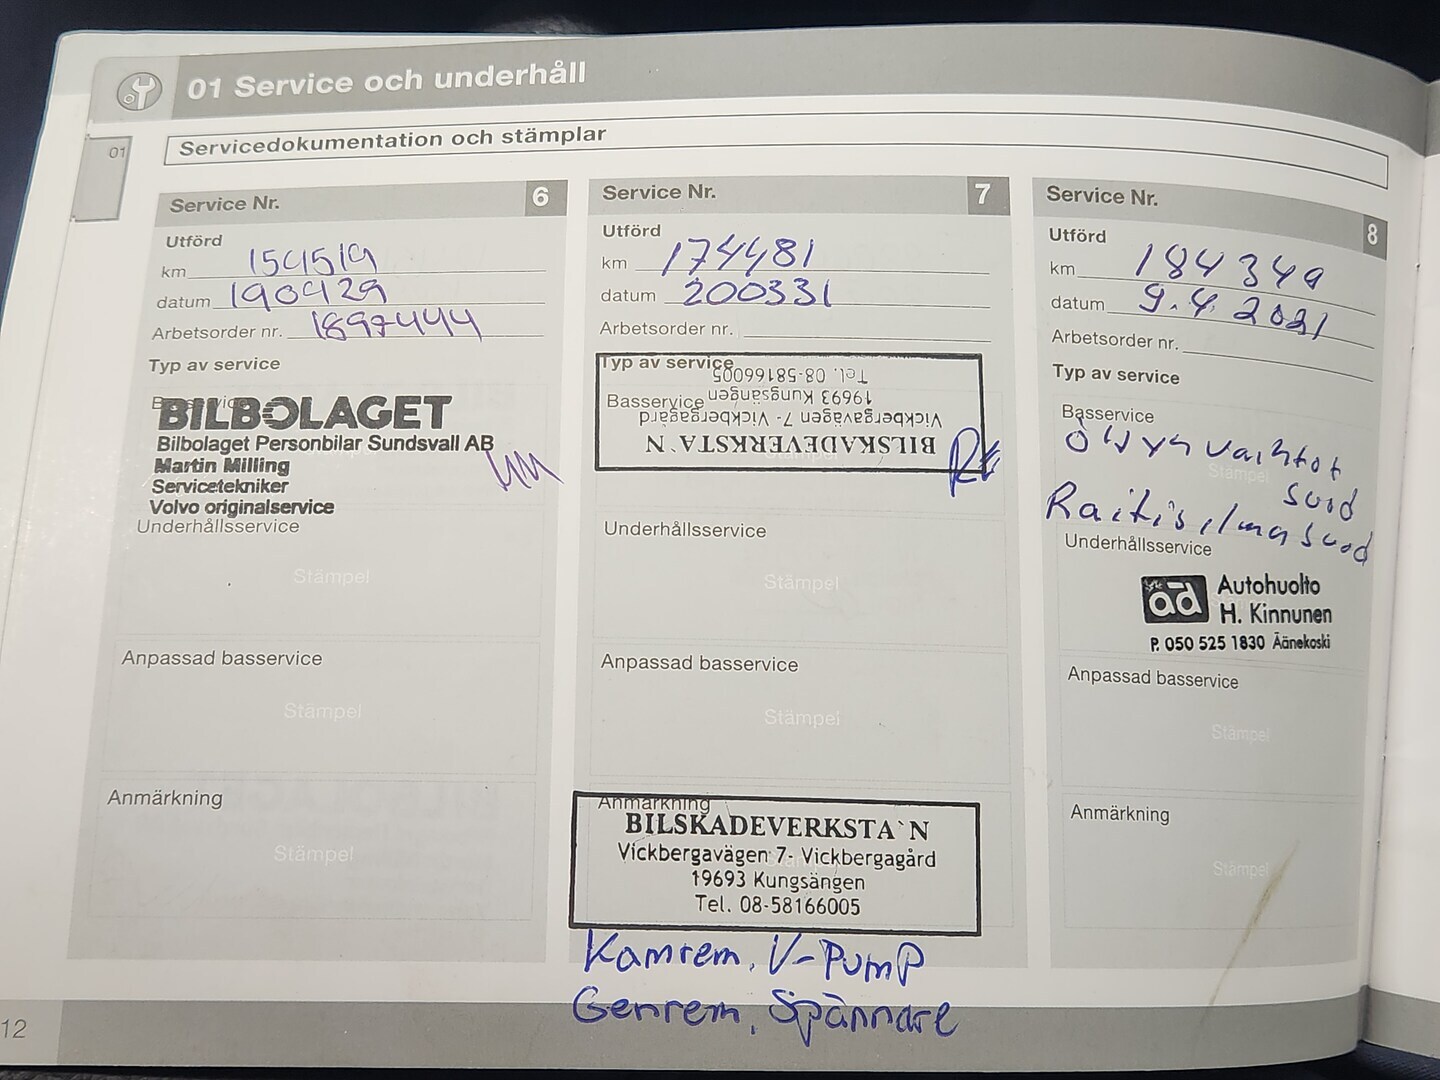 01 Service och underhåll
01
Servicedokumentation och stämplar
Service Nr. 6
Utförd
km 154519
datum 190429
Arbetsorder nr. 1897444
Typ av service
Basservice
BILBOLAGET
Bilbolaget Personbilar Sundsvall AB
Martin Milling
Servicetekniker
Volvo originalservice
Underhållsservice
Stämpel
Anpassad basservice
Stämpel
Anmärkning
Stämpel
Service Nr. 7
Utförd
km 174481
datum 200331
Arbetsorder nr.
Typ av service
Basservice
BILSKADEVERKSTA`N
Vickbergavägen 7- Vickbergagård
19693 Kungsängen
Tel. 08-58166005
Underhållsservice
Stämpel
Anpassad basservice
Stämpel
Anmärkning
BILSKADEVERKSTA`N
Vickbergavägen 7- Vickbergagård
19693 Kungsängen
Tel. 08-58166005
Kamrem, V-Pump
Genrem, Spännare
Service Nr. 8
Utförd
km 184349
datum 9.4.2021
Arbetsorder nr.
Typ av service
Basservice
Stämpel
Raitisilmasuod
Underhållsservice
ad Autohuolto
H. Kinnunen
P. 050 525 1830 Äänekoski
Anpassad basservice
Stämpel
Anmärkning
Stämpel
12